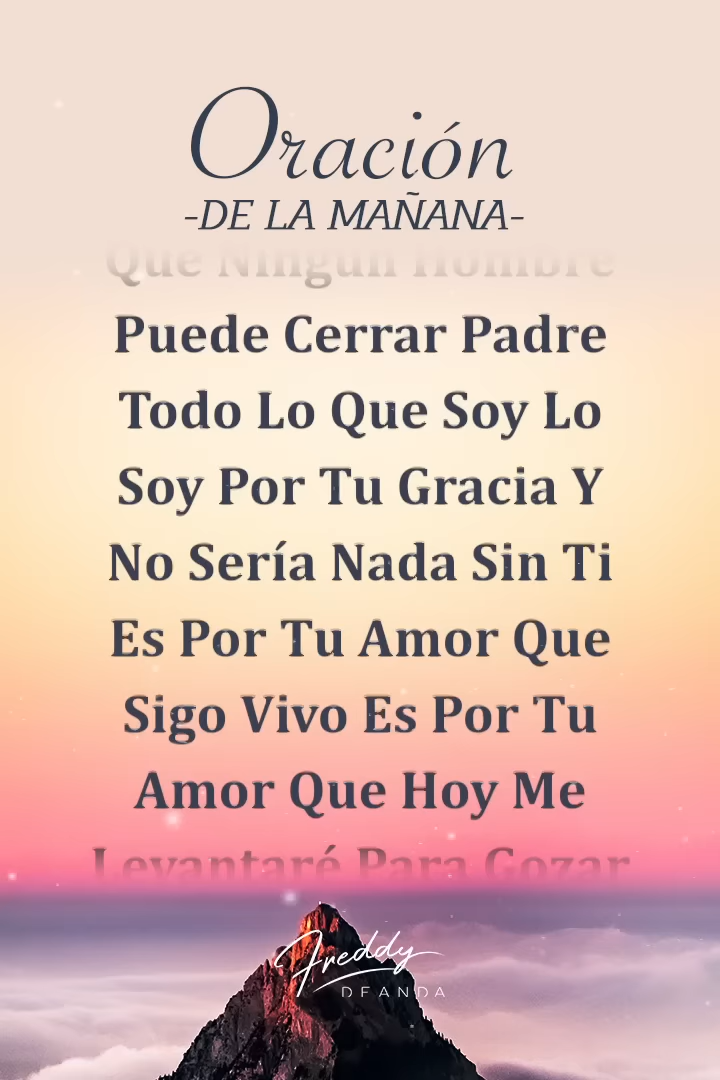 Oración
-DE LA MAÑANA-
Que Ningún Hombre
Puede Cerrar Padre
Todo Lo Que Soy Lo
Soy Por Tu Gracia Y
No Sería Nada Sin Ti
Es Por Tu Amor Que
Sigo Vivo Es Por Tu
Amor Que Hoy Me
Levantaré Para Gozar
Freddy
DEANDA